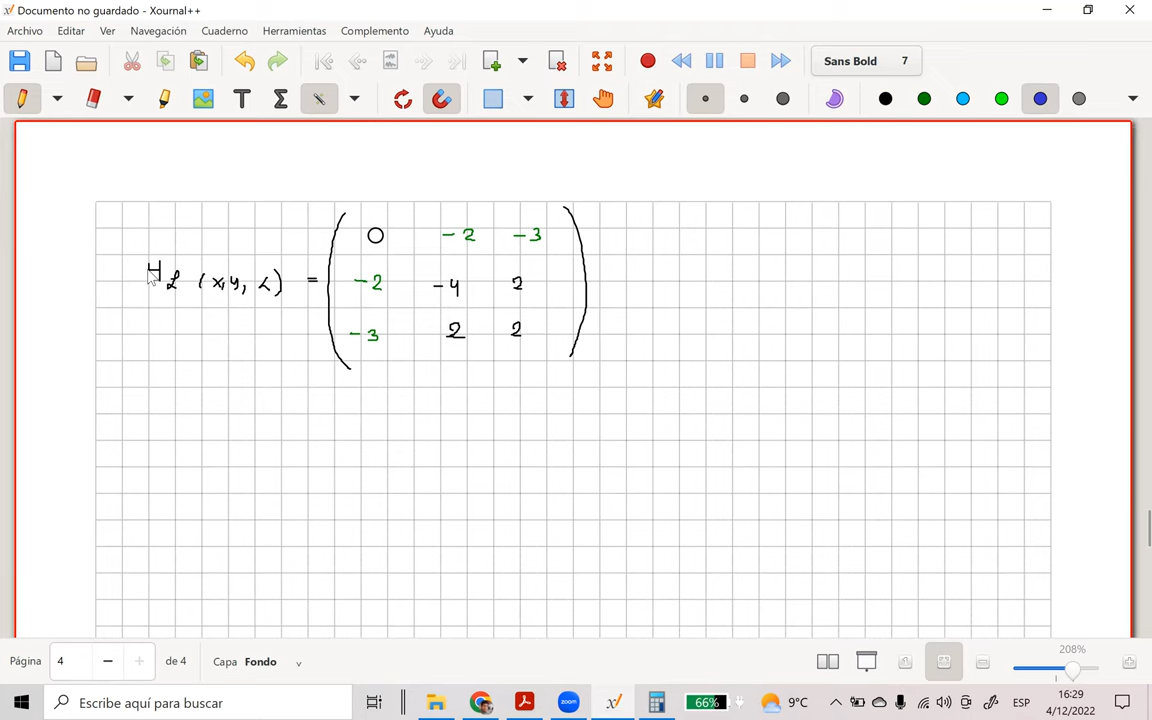 Documento no guardado - Xournal++
Archivo Editar Ver Navegación Cuaderno Herramientas Complemento Ayuda
Sans Bold 7
0 -2 -3
H_L (x,y, λ) = -2 -4 2
-3 2 2
Página 4 de 4 Capa Fondo 208%
Escribe aquí para buscar 66% 9°C ESP 16:29
4/12/2022